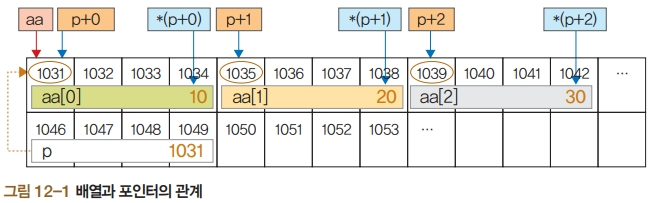 aa p+0 *(p+0) p+1 *(p+1) p+2 *(p+2)
1031 1032 1033 1034 1035 1036 1037 1038 1039 1040 1041 1042 …
aa[0] 10 aa[1] 20 aa[2] 30
1046 1047 1048 1049 1050 1051 1052 1053 …
p 1031
그림 12-1 배열과 포인터의 관계